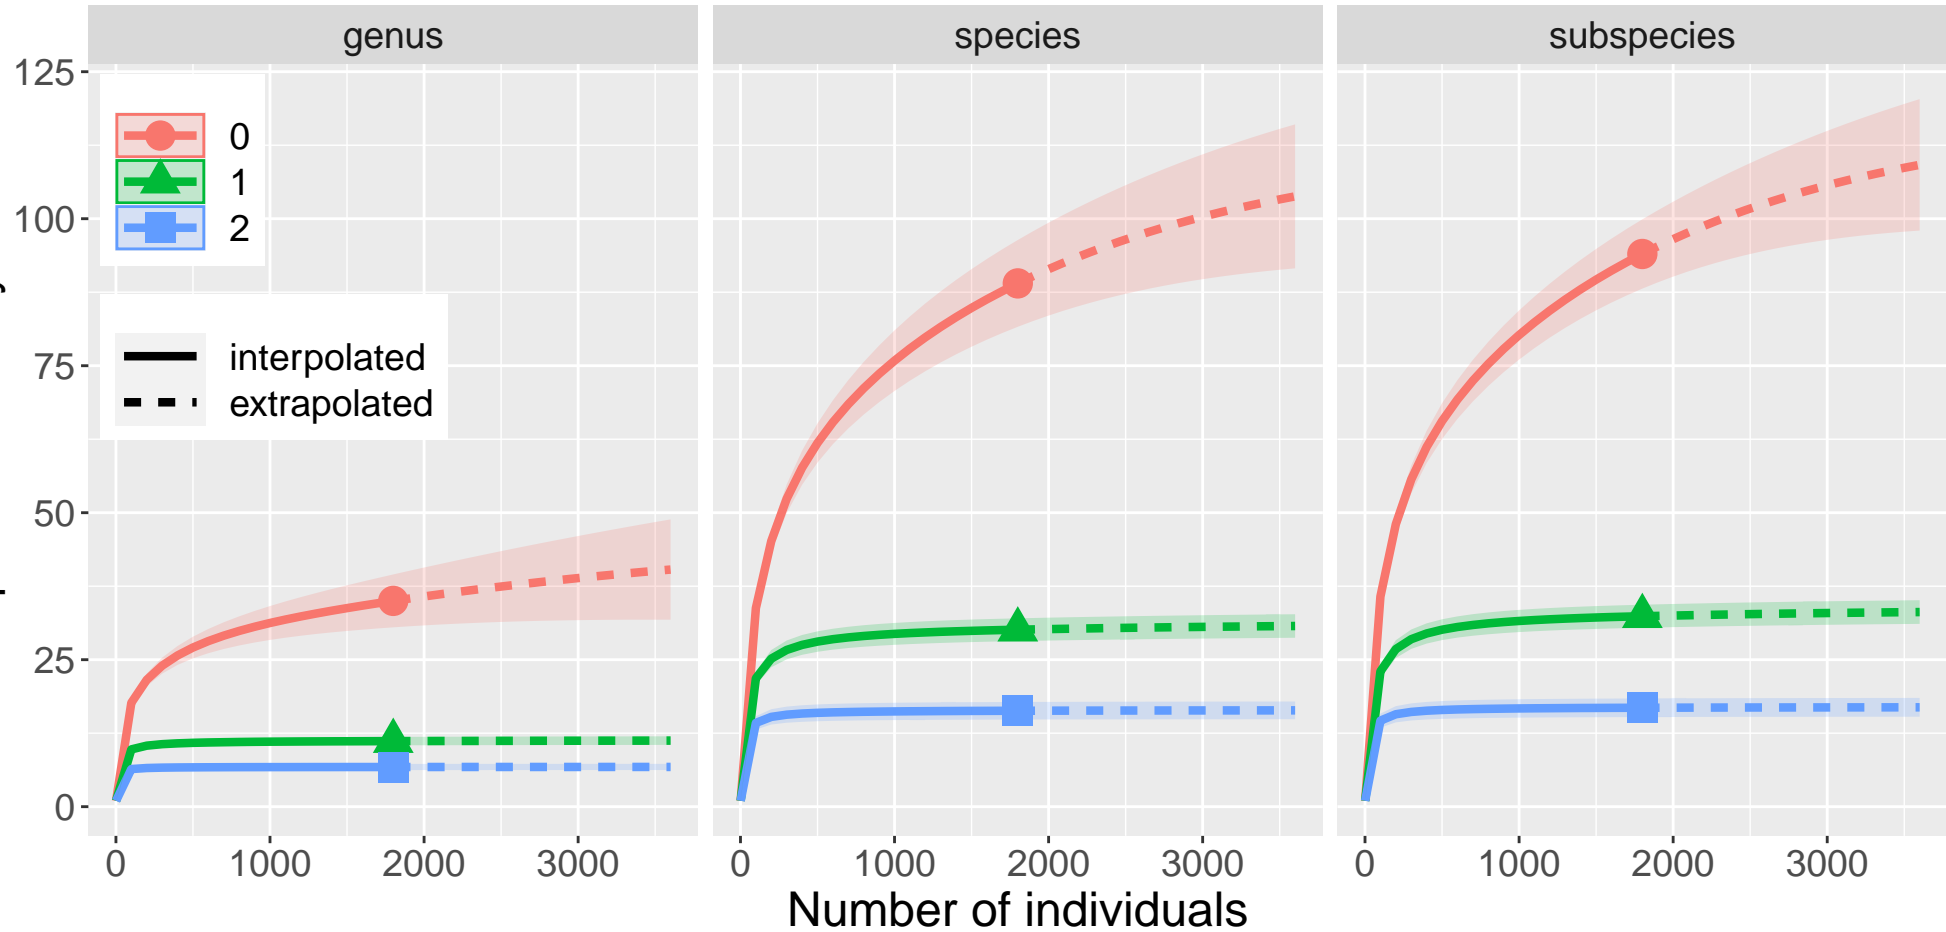 genus species subspecies
125
100
75
50
25
0
0
1
2
interpolated
extrapolated
0 1000 2000 3000 0 1000 2000 3000 0 1000 2000 3000
Number of individuals